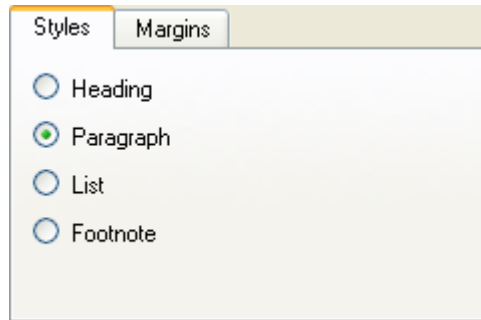 Styles Margins
Heading
Paragraph
List
Footnote